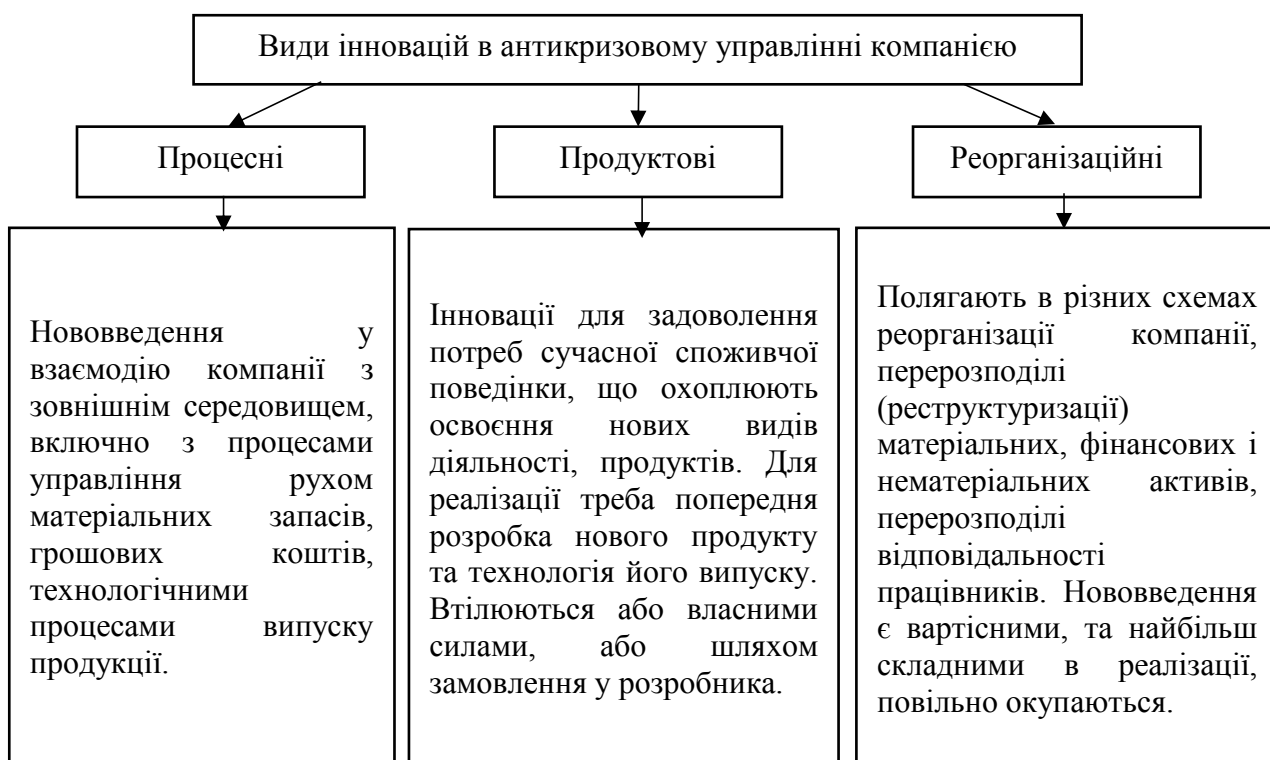 Види інновацій в антикризовому управлінні компанією
Процесні
Продуктові
Реорганізаційні
Нововведення у
взаємодію компанії з
зовнішнім середовищем,
включно з процесами
управління рухом
матеріальних запасів,
грошових коштів,
технологічними
процесами випуску
продукції.
Інновації для задоволення
потреб сучасної споживчої
поведінки, що охоплюють
освоєння нових видів
діяльності, продуктів. Для
реалізації треба попередня
розробка нового продукту
та технологія його випуску.
Втілюються або власними
силами, або шляхом
замовлення у розробника.
Полягають в різних схемах
реорганізації компанії,
перерозподілі
(реструктуризації)
матеріальних, фінансових і
нематеріальних активів,
перерозподілі
відповідальності
працівників. Нововведення
є вартісними, та найбільш
складними в реалізації,
повільно окупаються.